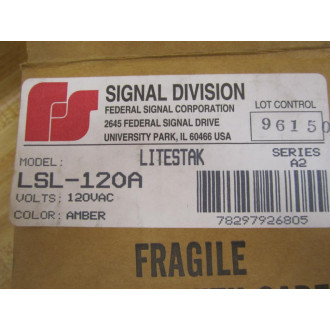 SIGNAL DIVISION
FEDERAL SIGNAL CORPORATION
2645 FEDERAL SIGNAL DRIVE
UNIVERSITY PARK, IL 60466 USA
LOT CONTROL
96150
MODEL:
LITESTAK
SERIES
A2
LSL-120A
VOLTS: 120VAC
COLOR: AMBER
78297926805
FRAGILE